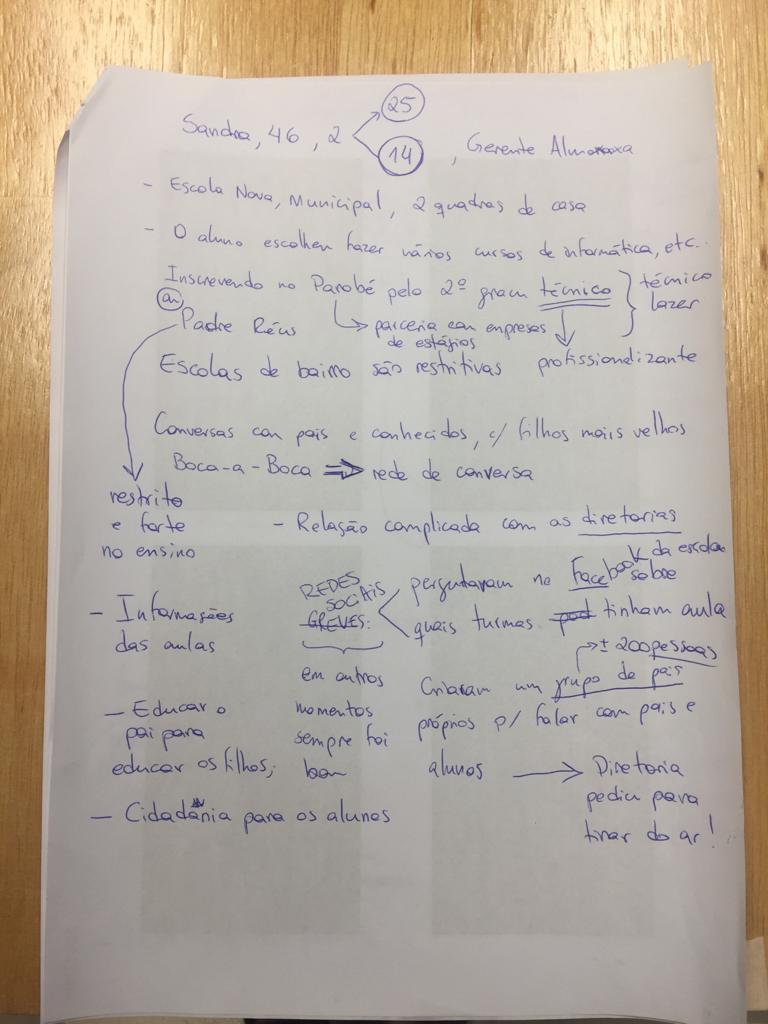 25
Sandra, 46, 2
14
, Gerente Almoxa
- Escola Nova, Municipal, 2 quadras de casa
- O aluno escolheu fazer vários cursos de informática, etc..
Inscrevendo no Parobé pelo 2º grau técnico
técnico
lazer
ou
Padre Réus
parceria com empresas
de estágios
profissionalizante
Escolas de bairro são restritivas
Conversas com pais e conhecidos, c/ filhos mais velhos
Boca-a-Boca ⇒ rede de conversa
restrito
e forte
no ensino
- Relação complicada com as diretorias
- Informações
das aulas
REDES
SOCIAIS
GREVES:
em outros
momentos
sempre foi
bom
perguntavam no Facebook da escola
sobre
quais turmas tinham aula
± 200 pessoas
Criaram um grupo de pais
próprios p/ falar com pais e
alunos → Diretoria
pediu para
tirar do ar!
- Educar o
pai para
educar os filhos;
- Cidadania para os alunos